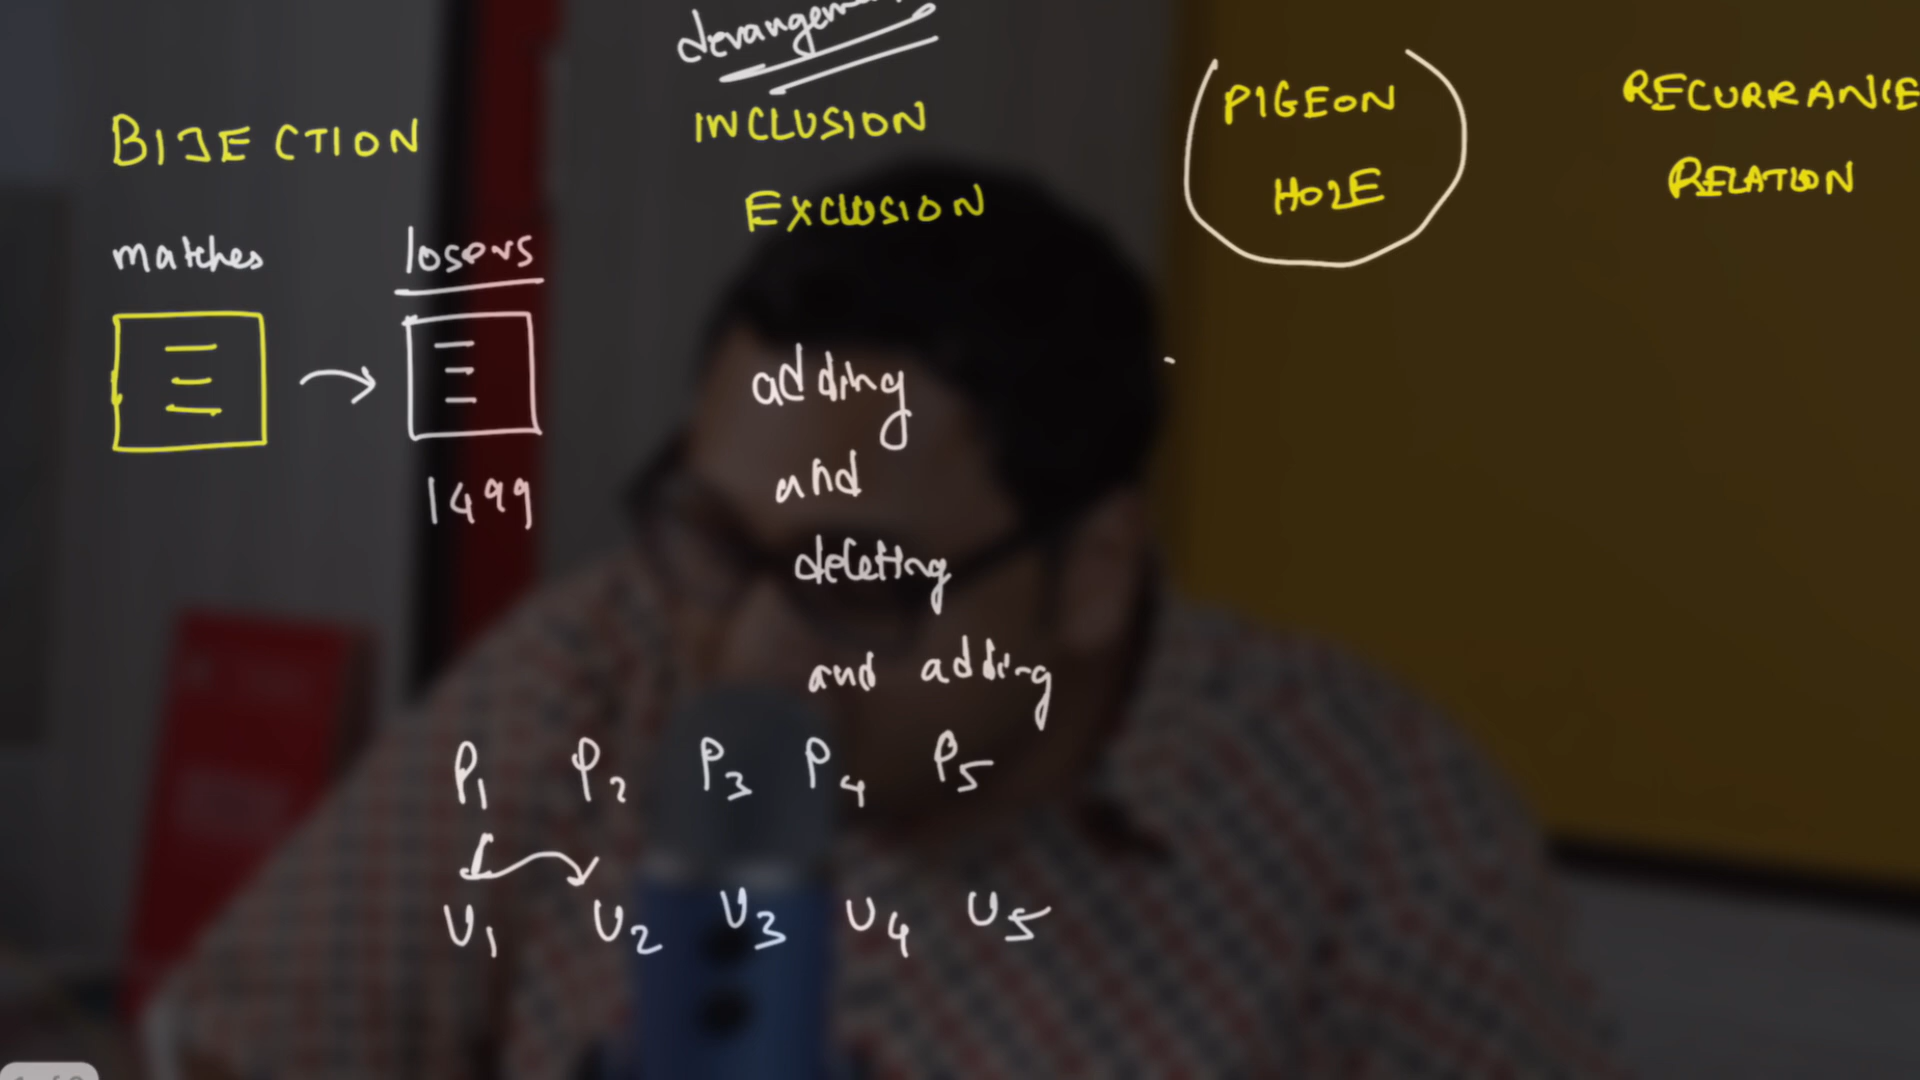 BIJECTION
matches losers
1499
INCLUSION
EXCLUSION
adding
and
deleting
and adding
P1 P2 P3 P4 P5
U1 U2 U3 U4 U5
PIGEON
HOLE
RECURRANCE
RELATION